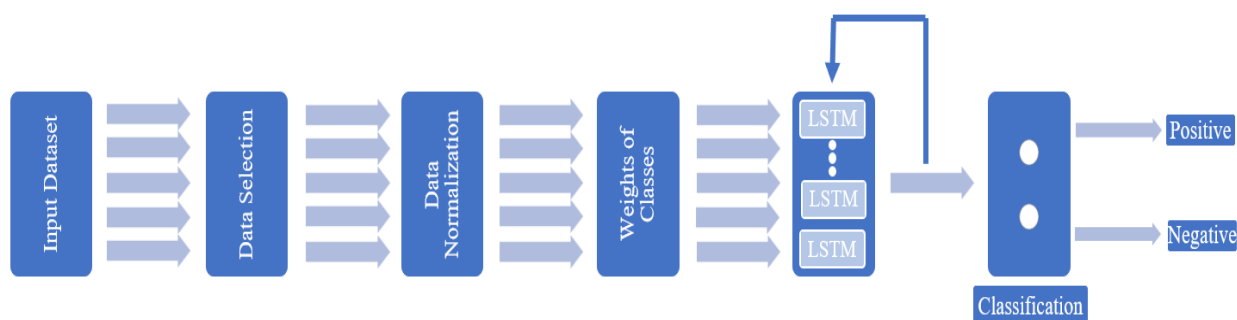 Input Dataset
Data Selection
Data
Normalization
Weights of
Classes
LSTM
LSTM
LSTM
Classification
Positive
Negative